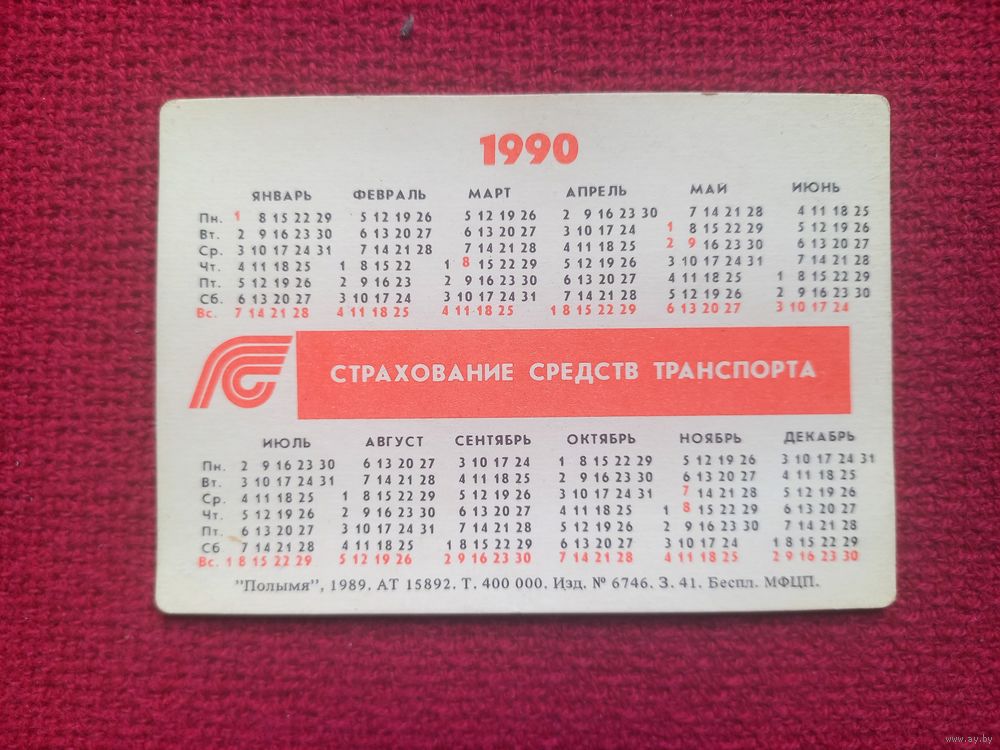 1990
ЯНВАРЬ ФЕВРАЛЬ МАРТ АПРЕЛЬ МАЙ ИЮНЬ
Пн. 1 8 15 22 29 5 12 19 26 5 12 19 26 2 9 16 23 30 7 14 21 28 4 11 18 25
Вт. 2 9 16 23 30 6 13 20 27 6 13 20 27 3 10 17 24 1 8 15 22 29 5 12 19 26
Ср. 3 10 17 24 31 7 14 21 28 7 14 21 28 4 11 18 25 2 9 16 23 30 6 13 20 27
Чт. 4 11 18 25 1 8 15 22 1 8 15 22 29 5 12 19 26 3 10 17 24 31 7 14 21 28
Пт. 5 12 19 26 2 9 16 23 2 9 16 23 30 6 13 20 27 4 11 18 25 1 8 15 22 29
Сб. 6 13 20 27 3 10 17 24 3 10 17 24 31 7 14 21 28 5 12 19 26 2 9 16 23 30
Вс. 7 14 21 28 4 11 18 25 4 11 18 25 1 8 15 22 29 6 13 20 27 3 10 17 24
ГС СТРАХОВАНИЕ СРЕДСТВ ТРАНСПОРТА
ИЮЛЬ АВГУСТ СЕНТЯБРЬ ОКТЯБРЬ НОЯБРЬ ДЕКАБРЬ
Пн. 2 9 16 23 30 6 13 20 27 3 10 17 24 1 8 15 22 29 5 12 19 26 3 10 17 24 31
Вт. 3 10 17 24 31 7 14 21 28 4 11 18 25 2 9 16 23 30 6 13 20 27 4 11 18 25
Ср. 4 11 18 25 1 8 15 22 29 5 12 19 26 3 10 17 24 31 7 14 21 28 5 12 19 26
Чт. 5 12 19 26 2 9 16 23 30 6 13 20 27 4 11 18 25 1 8 15 22 29 6 13 20 27
Пт. 6 13 20 27 3 10 17 24 31 7 14 21 28 5 12 19 26 2 9 16 23 30 7 14 21 28
Сб. 7 14 21 28 4 11 18 25 1 8 15 22 29 6 13 20 27 3 10 17 24 1 8 15 22 29
Вс. 1 8 15 22 29 5 12 19 26 2 9 16 23 30 7 14 21 28 4 11 18 25 2 9 16 23 30
"Полымя", 1989. АТ 15892. Т. 400 000. Изд. № 6746. З. 41. Беспл. МФЦП.
www.ay.by